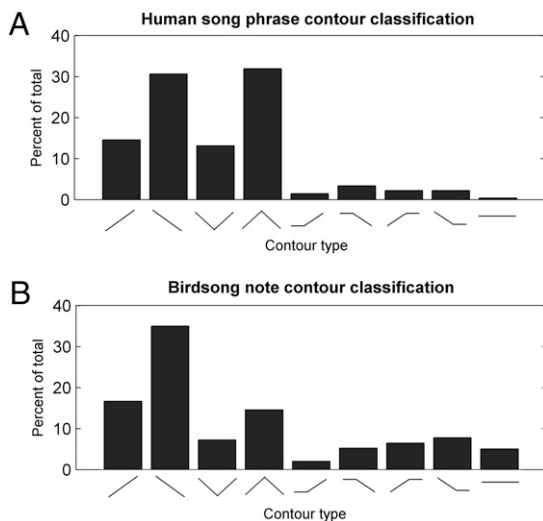 A
Human song phrase contour classification
40
30
20
10
0
Percent of total
Contour type
B
Birdsong note contour classification
40
30
20
10
0
Percent of total
Contour type